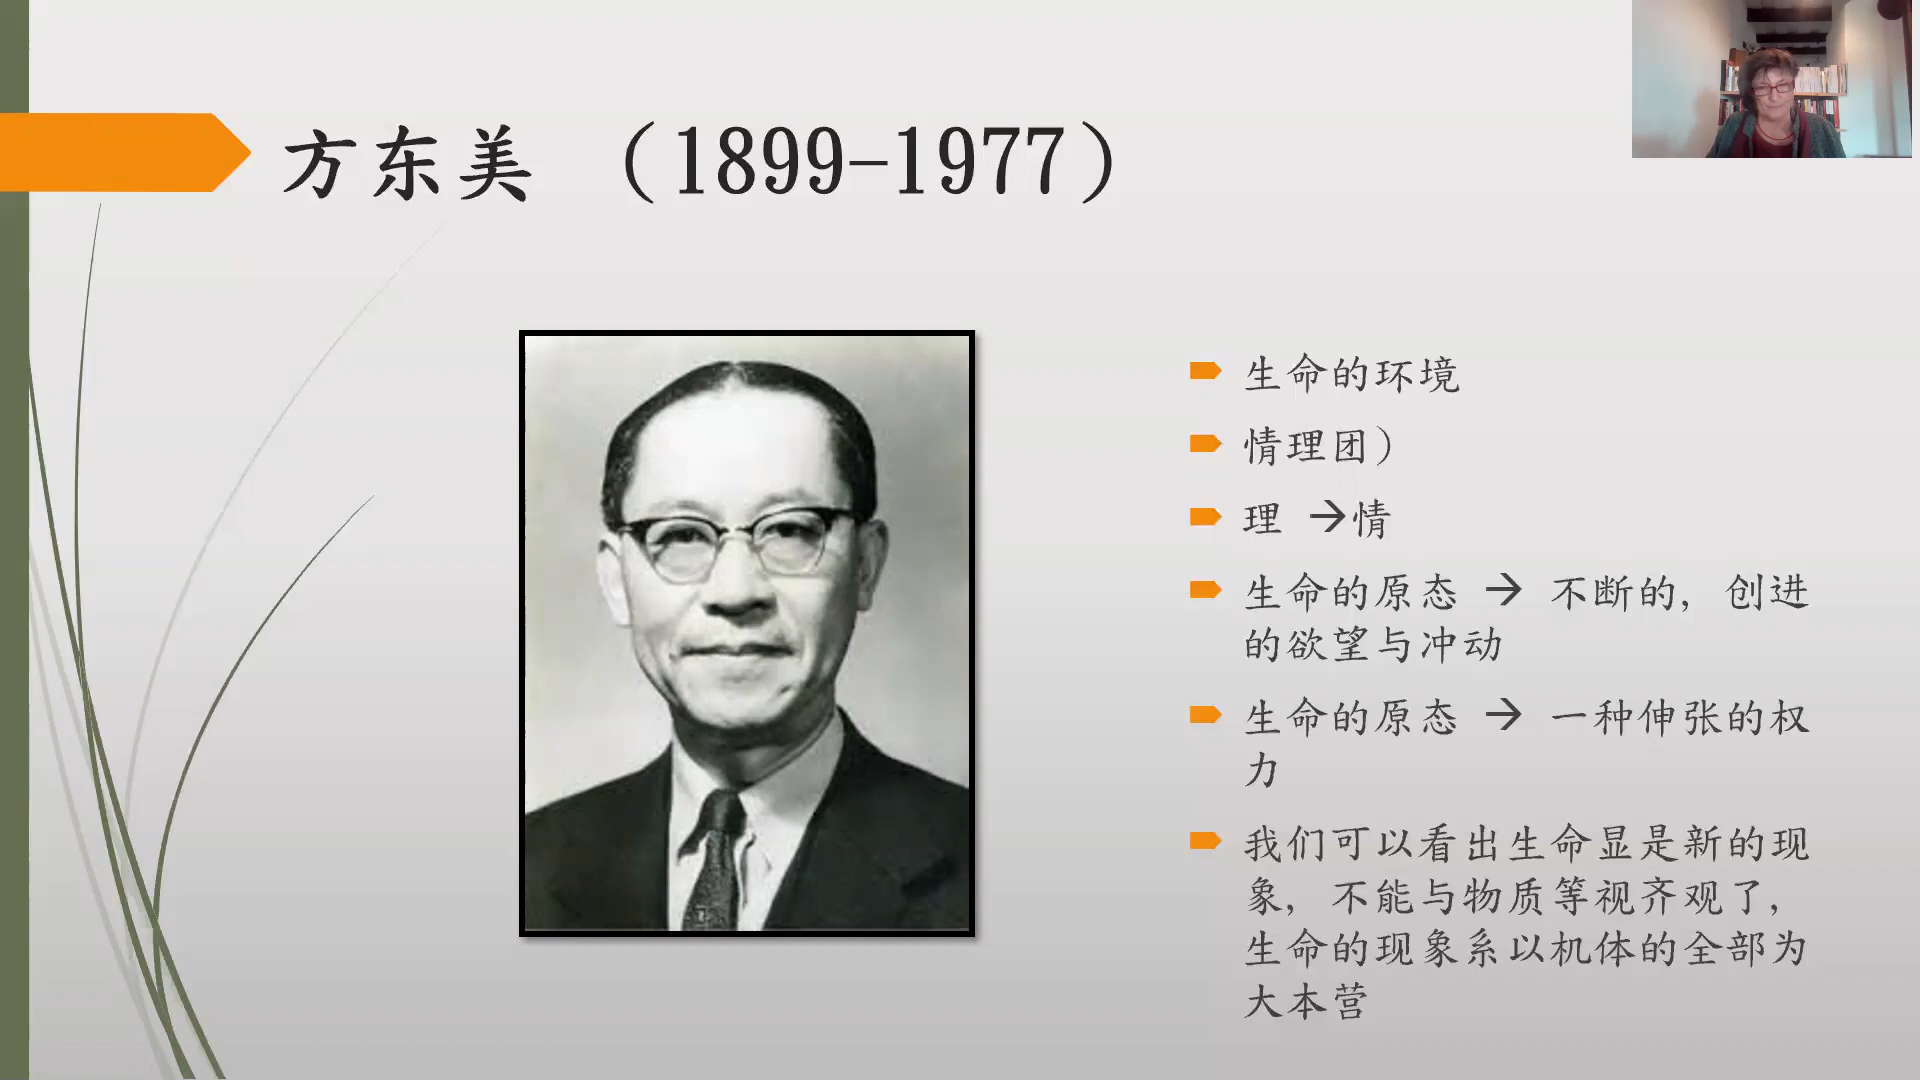 方东美 （1899-1977）
生命的环境
情理团）
理 →情
生命的原态 → 不断的，创进
的欲望与冲动
生命的原态 → 一种伸张的权
力
我们可以看出生命显是新的现
象，不能与物质等视齐观了，
生命的现象系以机体的全部为
大本营